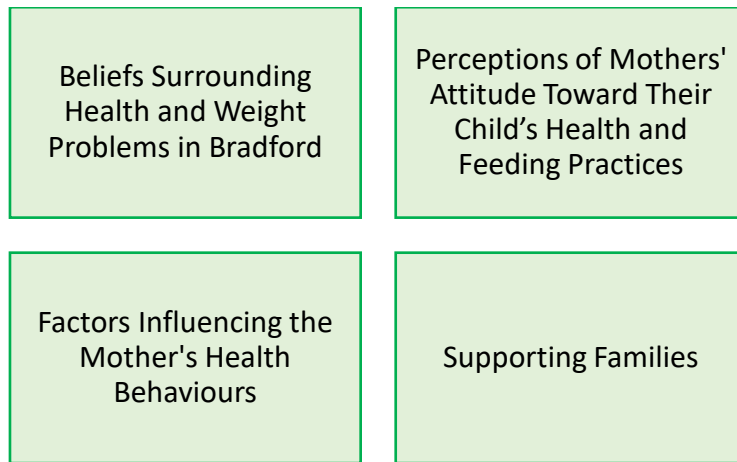 Beliefs Surrounding
Health and Weight
Problems in Bradford
Perceptions of Mothers'
Attitude Toward Their
Child’s Health and
Feeding Practices
Factors Influencing the
Mother's Health
Behaviours
Supporting Families